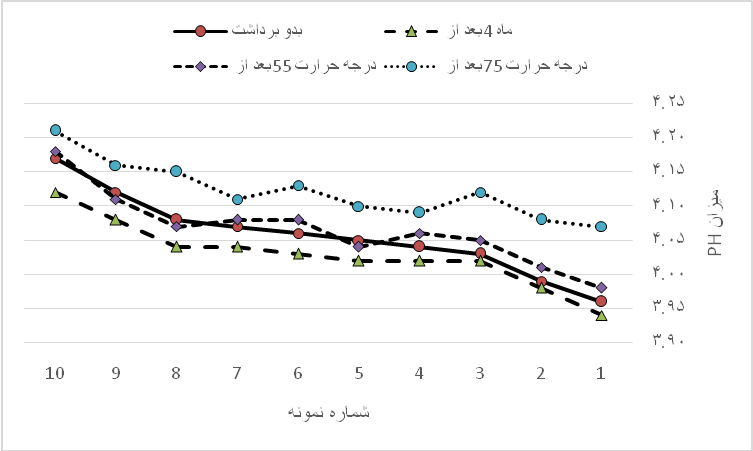 بدو برداشت
ماه 4بعد از
درجه حرارت 55بعد از
درجه حرارت 75بعد از
۴.۲۵
۴.۲۰
۴.۱۵
۴.۱۰
۴.۰۵
۴.۰۰
۳.۹۵
۳.۹۰
میزان PH
10 9 8 7 6 5 4 3 2 1
شماره نمونه